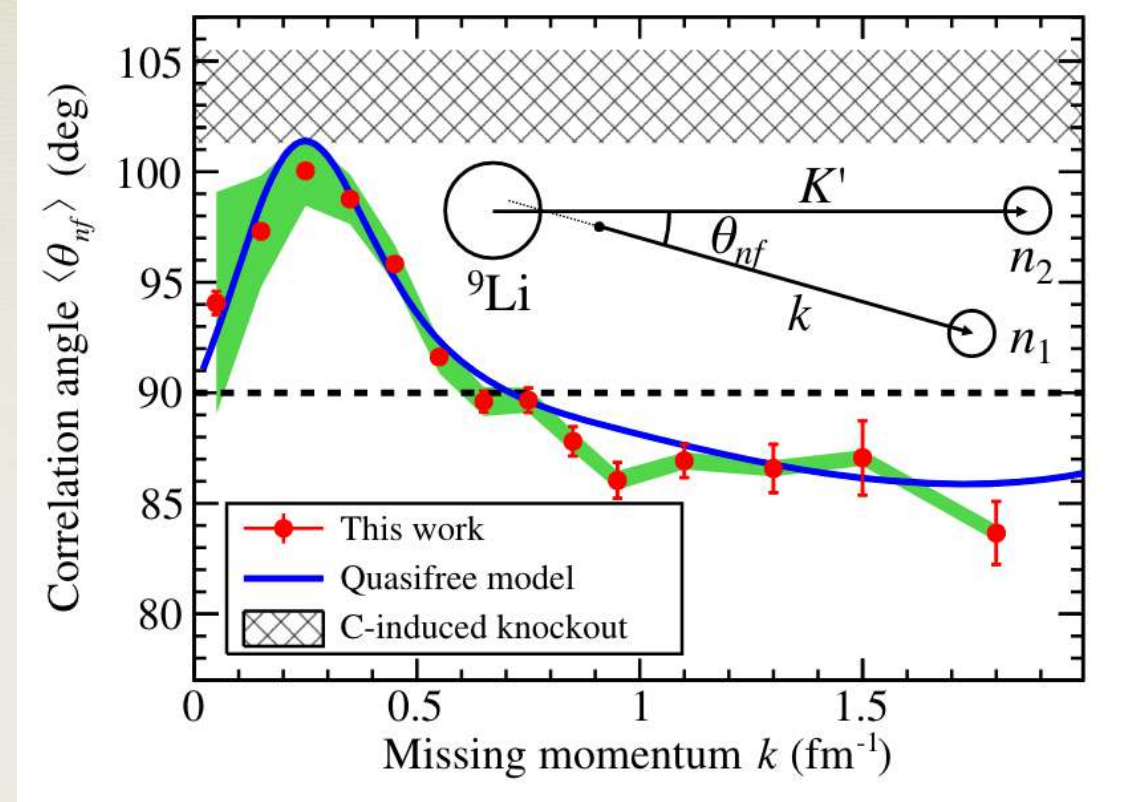 105
100
95
90
85
80
Correlation angle ⟨θnf⟩ (deg)
K'
θnf
n2
⁹Li
k
n1
This work
Quasifree model
C-induced knockout
0 0.5 1 1.5
Missing momentum k (fm⁻¹)